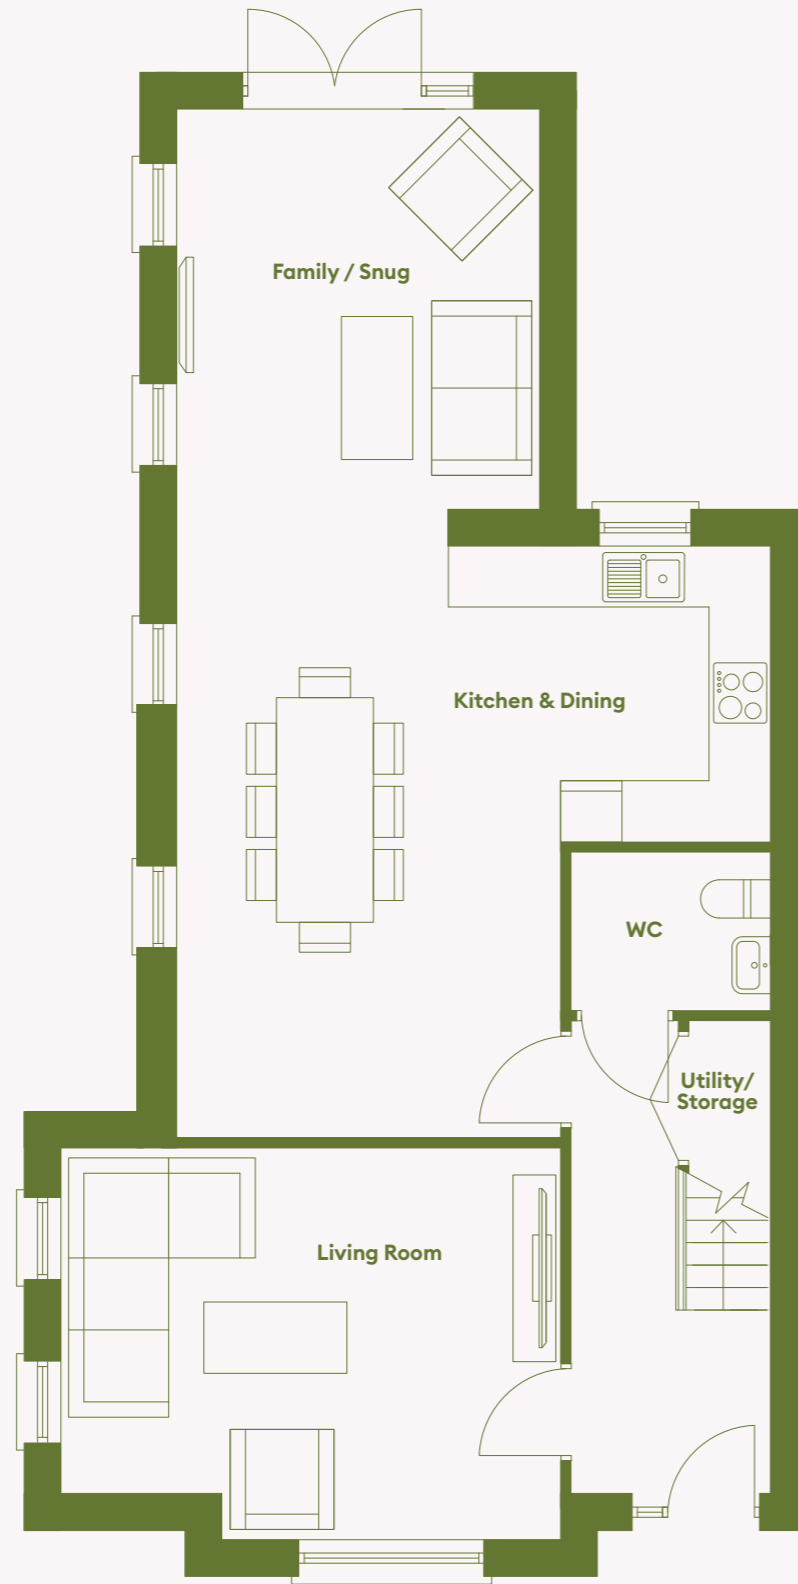 Family / Snug
Kitchen & Dining
WC
Utility/
Storage
Living Room